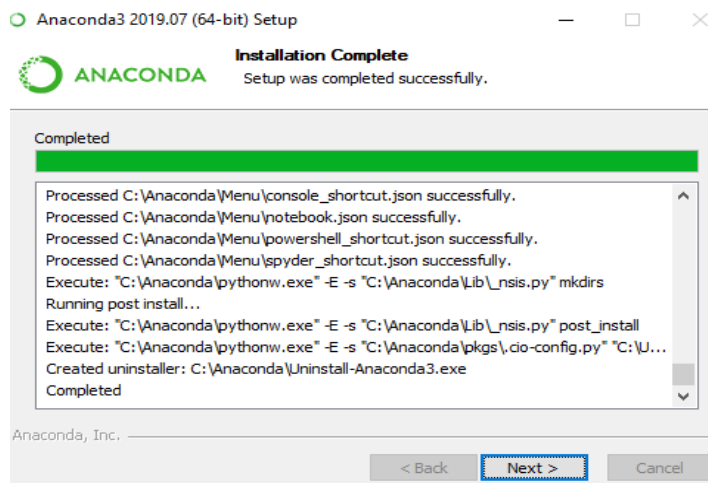 Anaconda3 2019.07 (64-bit) Setup
Installation Complete
ANACONDA
Setup was completed successfully.
Completed
Processed C:\Anaconda\Menu\console_shortcut.json successfully.
Processed C:\Anaconda\Menu\notebook.json successfully.
Processed C:\Anaconda\Menu\powershell_shortcut.json successfully.
Processed C:\Anaconda\Menu\spyder_shortcut.json successfully.
Execute: "C:\Anaconda\pythonw.exe" -E -s "C:\Anaconda\Lib\_nsis.py" mkdirs
Running post install...
Execute: "C:\Anaconda\pythonw.exe" -E -s "C:\Anaconda\Lib\_nsis.py" post_install
Execute: "C:\Anaconda\pythonw.exe" -E -s "C:\Anaconda\pkgs\.cio-config.py" "C:\U...
Created uninstaller: C:\Anaconda\Uninstall-Anaconda3.exe
Completed
Anaconda, Inc.
< Back Next > Cancel